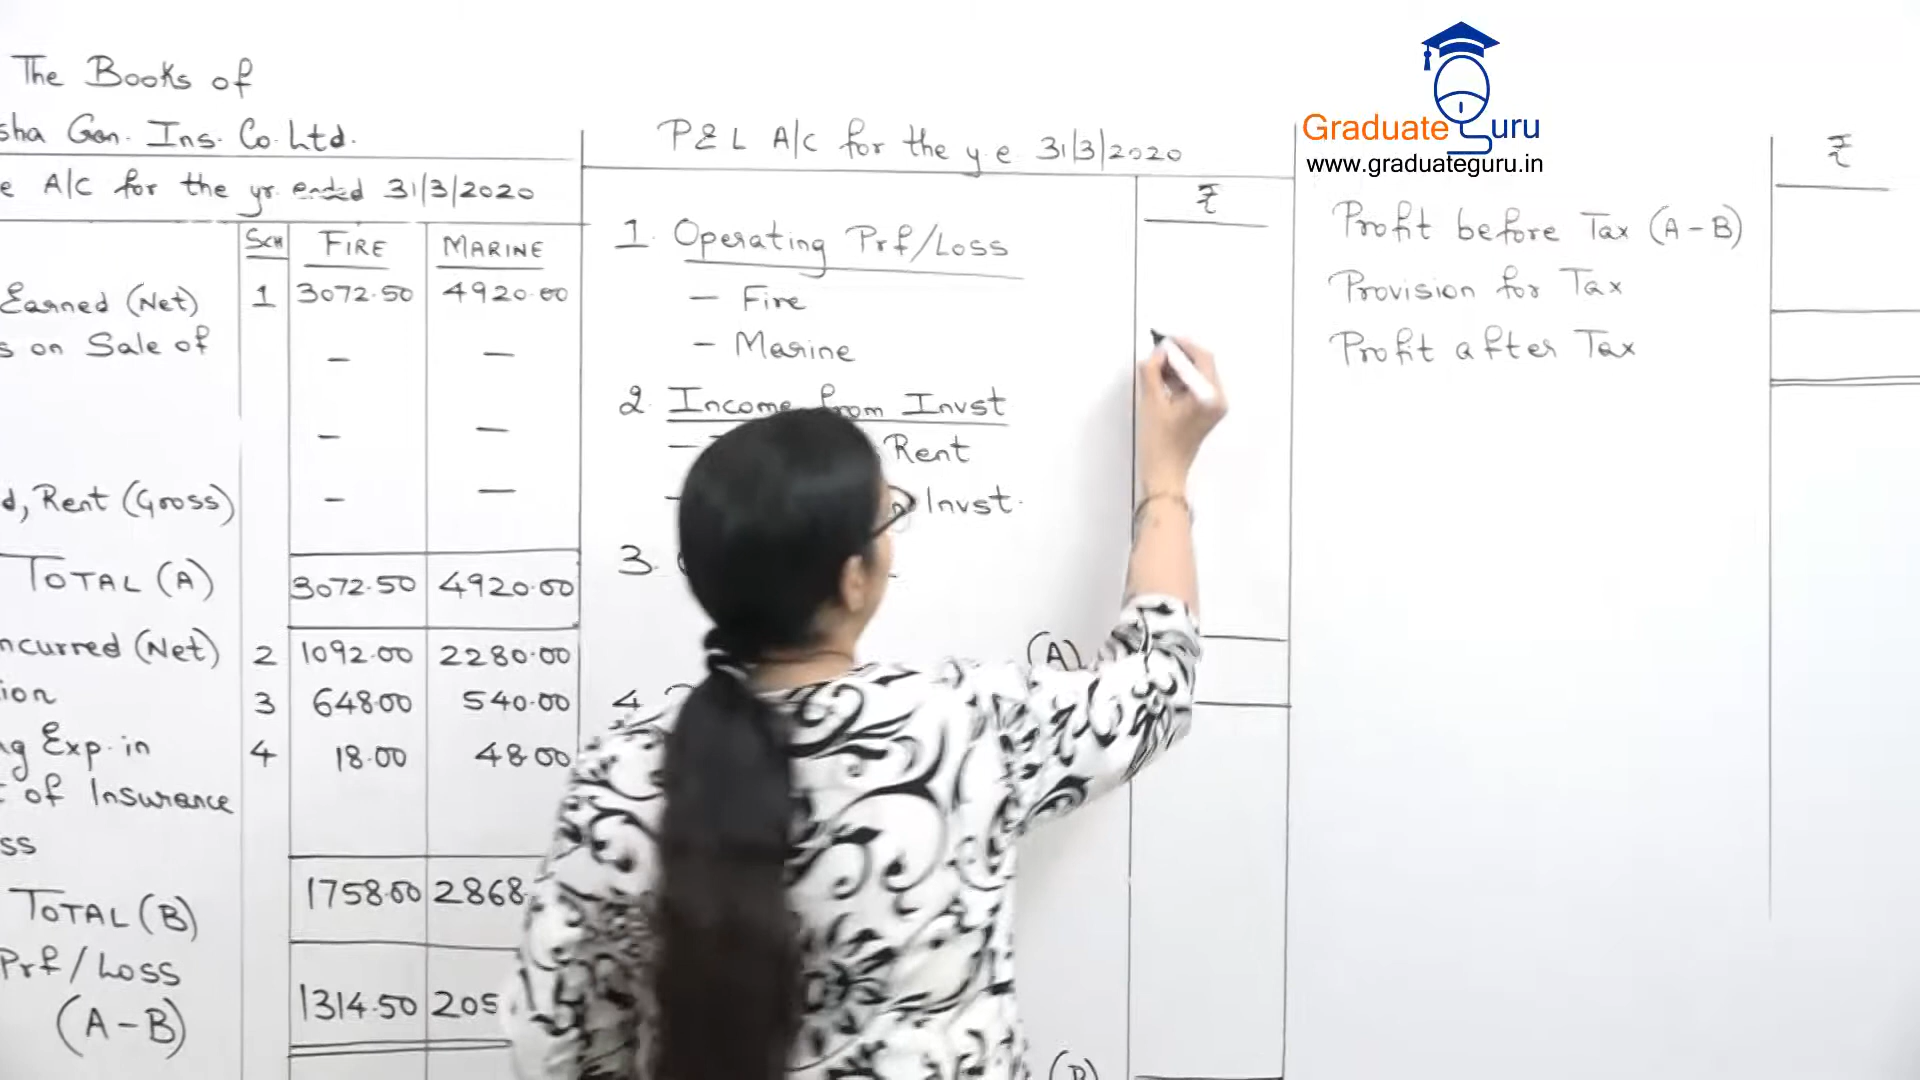 The Books of
sha Gen. Ins. Co. Ltd.
e A/C for the yr. ended 31/3/2020
SCH FIRE MARINE
Earned (Net) 1 3072.50 4920.00
s on Sale of — —
— —
d, Rent (Gross) — —
TOTAL (A) 3072.50 4920.00
ncurred (Net) 2 1092.00 2280.00
ion 3 648.00 540.00
ng Exp. in 4 18.00 48.00
t of Insurance
ss
TOTAL (B) 1758.00 2868.
Prf/Loss
(A-B) 1314.50 205
P & L A/C for the y.e. 31/3/2020
₹
1. Operating Prf/Loss
— Fire
— Marine
2. Income from Invst
— Rent
— Invst.
3.
(A)
4.
(B)
Graduate Guru
www.graduateguru.in
₹
Profit before Tax (A-B)
Provision for Tax
Profit after Tax